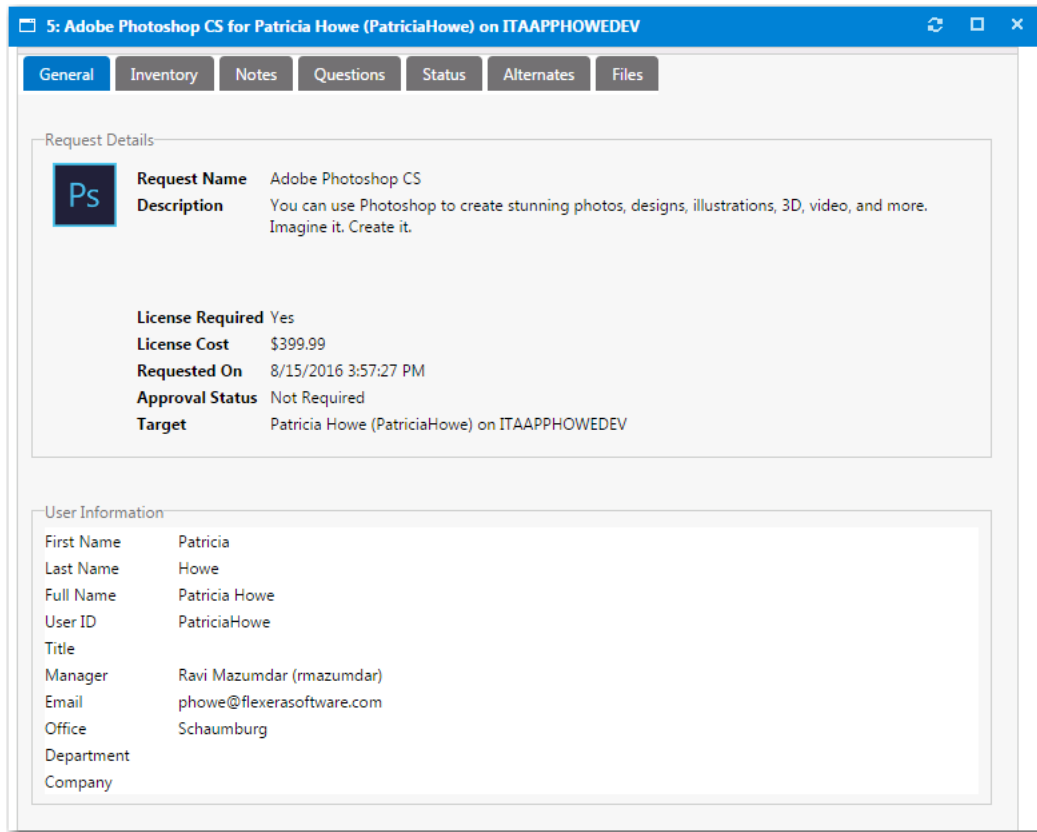 5: Adobe Photoshop CS for Patricia Howe (PatriciaHowe) on ITAAPPHOWEDEV
General Inventory Notes Questions Status Alternates Files
Request Details
Ps
Request Name Adobe Photoshop CS
Description You can use Photoshop to create stunning photos, designs, illustrations, 3D, video, and more.
Imagine it. Create it.
License Required Yes
License Cost $399.99
Requested On 8/15/2016 3:57:27 PM
Approval Status Not Required
Target Patricia Howe (PatriciaHowe) on ITAAPPHOWEDEV
User Information
First Name Patricia
Last Name Howe
Full Name Patricia Howe
User ID PatriciaHowe
Title
Manager Ravi Mazumdar (rmazumdar)
Email phowe@flexerasoftware.com
Office Schaumburg
Department
Company